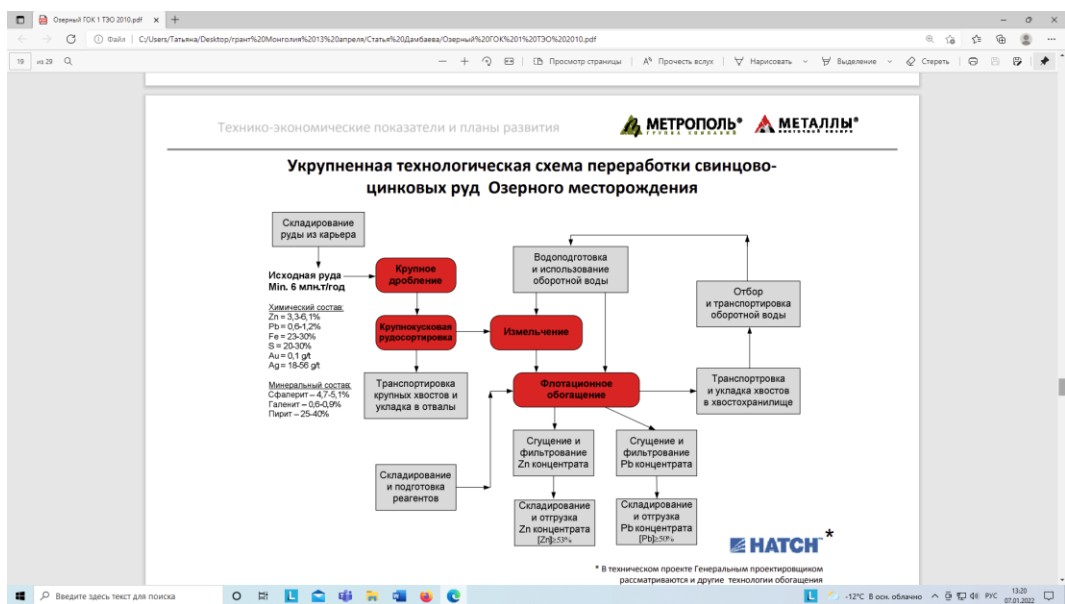 Озерный ГОК 1 ТЭО 2010.pdf
Файл
C:/Users/Татьяна/Desktop/грант%20Монголия%2013%20апреля/Статья%20Дамбаева/Озерный%20ГОК%201%20ТЭО%202010.pdf
19 из 29
Просмотр страницы
Прочесть вслух
Нарисовать
Выделение
Стереть
Технико-экономические показатели и планы развития
МЕТРОПОЛЬ®
ГРУППА КОМПАНИЙ
МЕТАЛЛЫ®
ВОСТОЧНОЙ СИБИРИ
Укрупненная технологическая схема переработки свинцово-
цинковых руд Озерного месторождения
Складирование
руды из карьера
Исходная руда
Min. 6 млн.т/год
Химический состав:
Zn = 3,3-6,1%
Pb = 0,6-1,2%
Fe = 23-30%
S = 20-30%
Au = 0,1 g/t
Ag = 18-56 g/t
Минеральный состав:
Сфалерит – 4,7-5,1%
Галенит – 0,6-0,9%
Пирит – 25-40%
Крупное
дробление
Крупнокусковая
рудосортировка
Транспортировка
крупных хвостов и
укладка в отвалы
Складирование
и подготовка
реагентов
Водоподготовка
и использование
оборотной воды
Измельчение
Флотационное
обогащение
Сгущение и
фильтрование
Zn концентрата
Складирование
и отгрузка
Zn концентрата
[Zn]≥53%
Сгущение и
фильтрование
Pb концентрата
Складирование
и отгрузка
Pb концентрата
[Pb]≥50%
Отбор
и транспортировка
оборотной воды
Транспортровка
и укладка хвостов
в хвостохранилище
HATCH *
* В техническом проекте Генеральным проектировщиком
рассматриваются и другие технологии обогащения
Введите здесь текст для поиска
-12°C В осн. облачно
РУС
13:20
07.01.2022